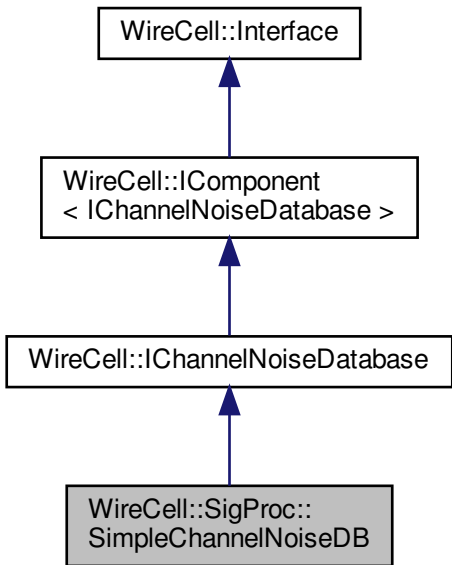 WireCell::Interface
WireCell::IComponent
< IChannelNoiseDatabase >
WireCell::IChannelNoiseDatabase
WireCell::SigProc::
SimpleChannelNoiseDB